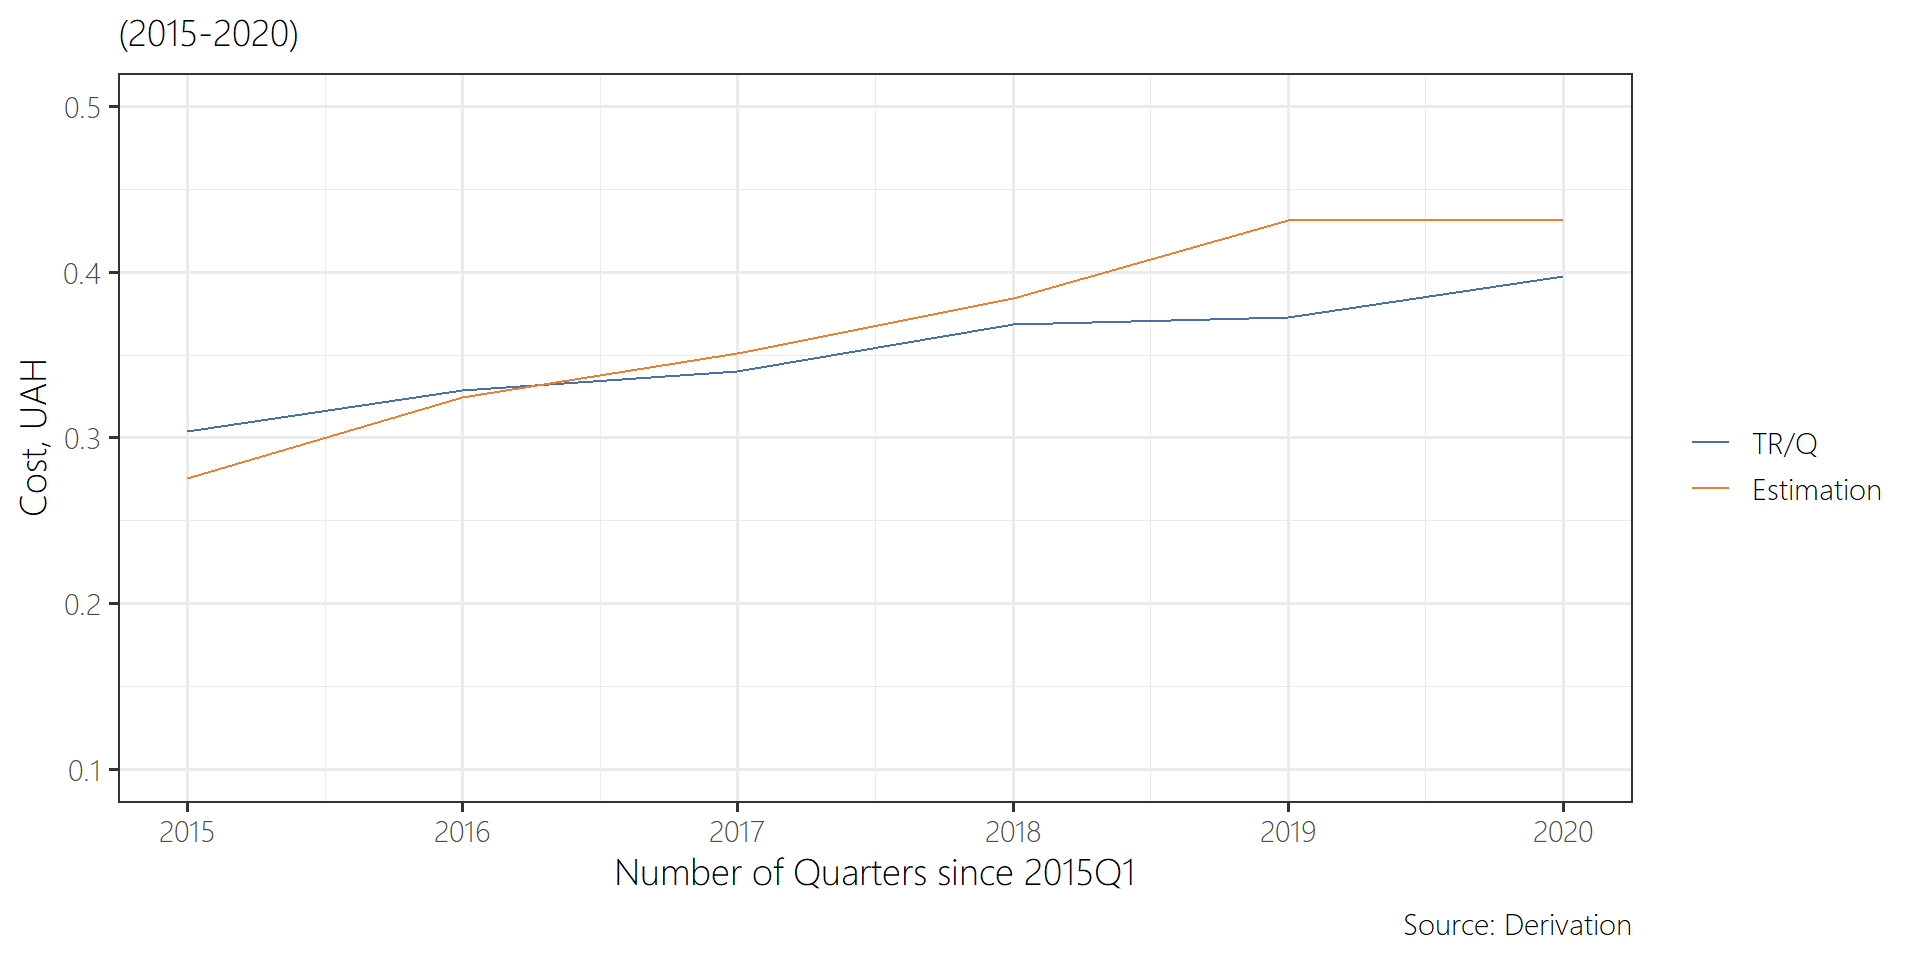 (2015-2020)
0.5
0.4
0.3
0.2
0.1
Cost, UAH
2015 2016 2017 2018 2019 2020
Number of Quarters since 2015Q1
TR/Q
Estimation
Source: Derivation